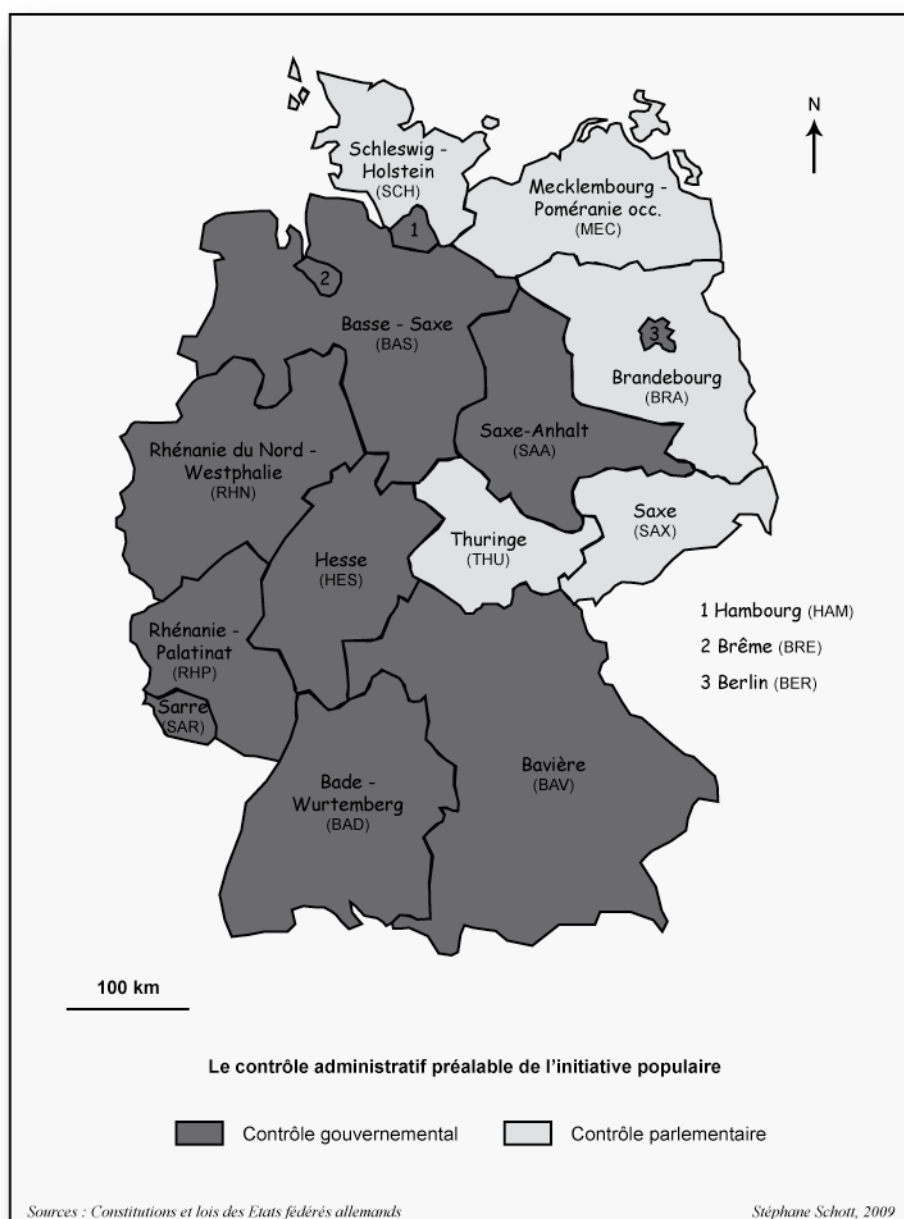 N
Schleswig -
Holstein
(SCH)
Mecklembourg -
Poméranie occ.
(MEC)
1
2
Basse - Saxe
(BAS)
3
Brandebourg
(BRA)
Saxe-Anhalt
(SAA)
Rhénanie du Nord -
Westphalie
(RHN)
Saxe
(SAX)
Thuringe
(THU)
Hesse
(HES)
1 Hambourg (HAM)
2 Brême (BRE)
3 Berlin (BER)
Rhénanie -
Palatinat
(RHP)
Sarre
(SAR)
Bavière
(BAV)
Bade -
Wurtemberg
(BAD)
100 km
Le contrôle administratif préalable de l'initiative populaire
Contrôle gouvernemental
Contrôle parlementaire
Sources : Constitutions et lois des Etats fédérés allemands
Stéphane Schott, 2009